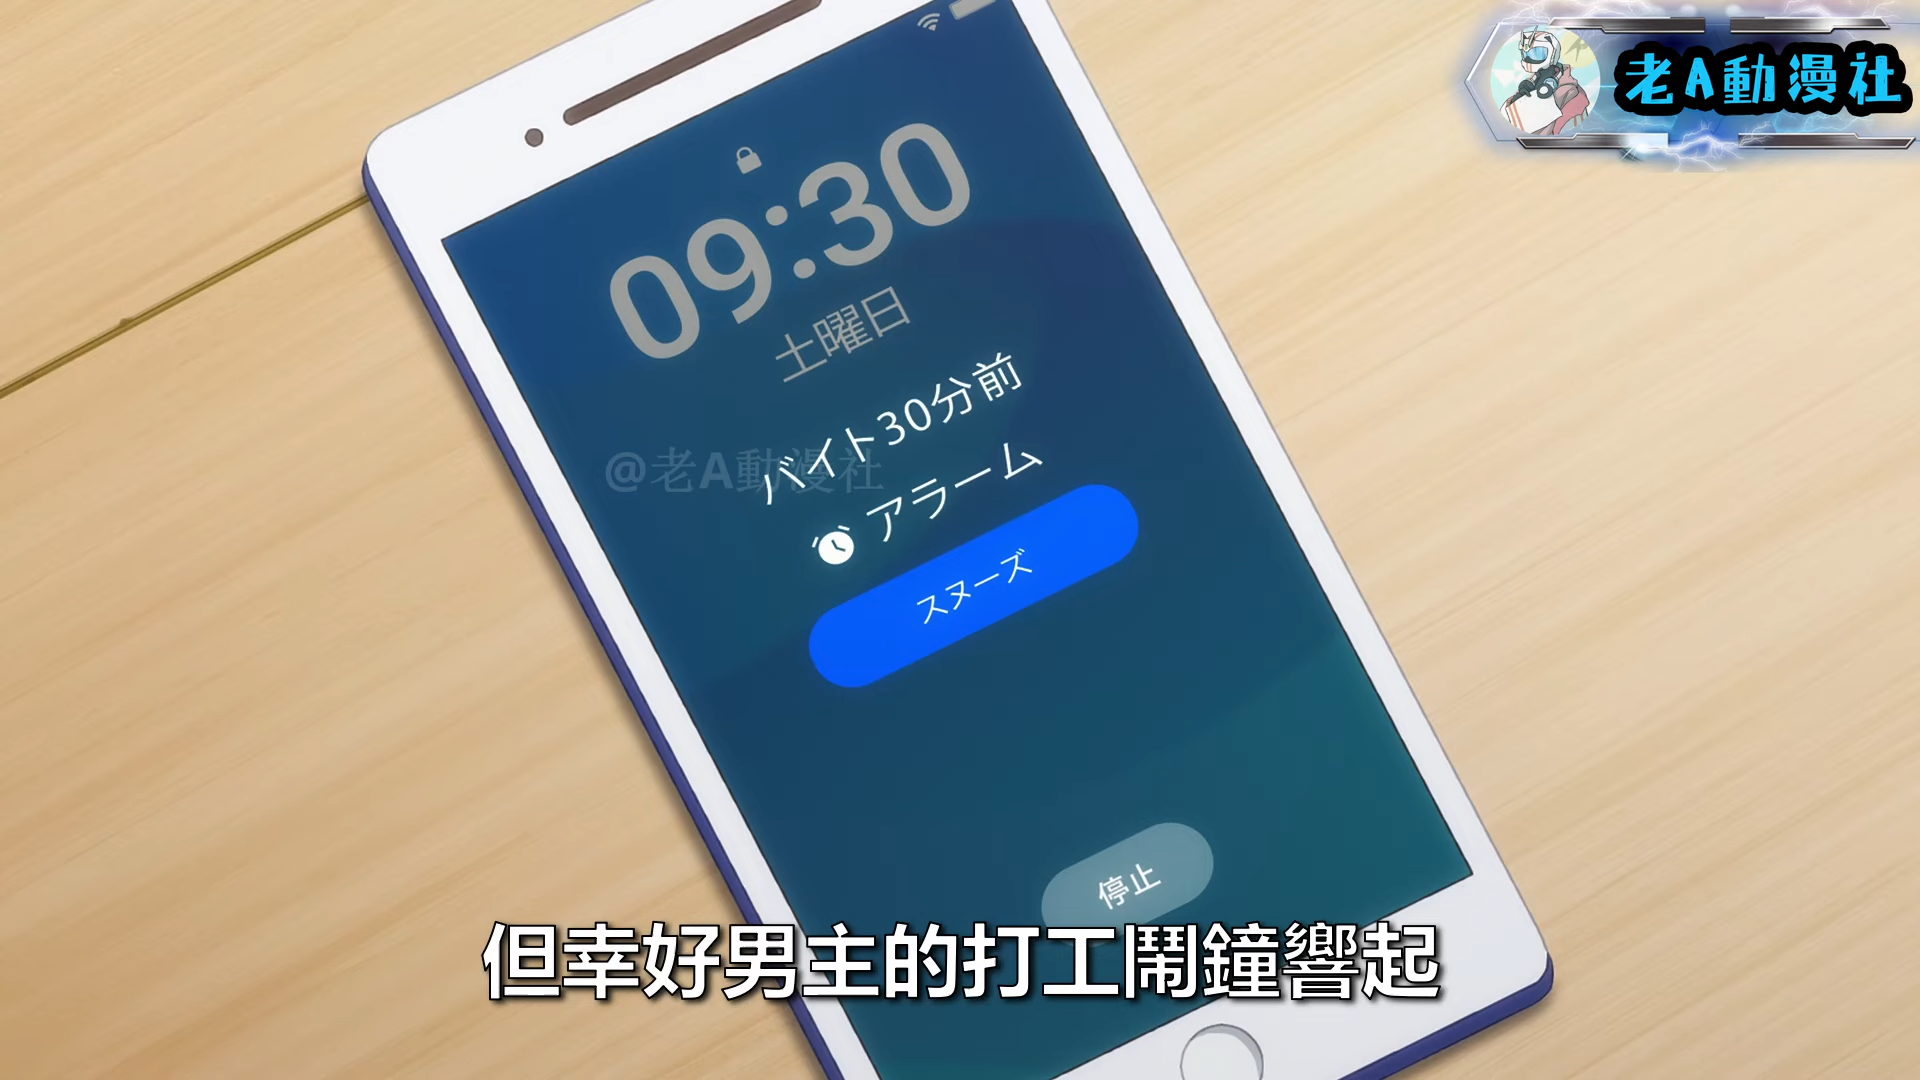 老A動漫社
09:30
土曜日
バイト30分前
@老A動漫社
アラーム
スヌーズ
停止
但幸好男主的打工鬧鐘響起